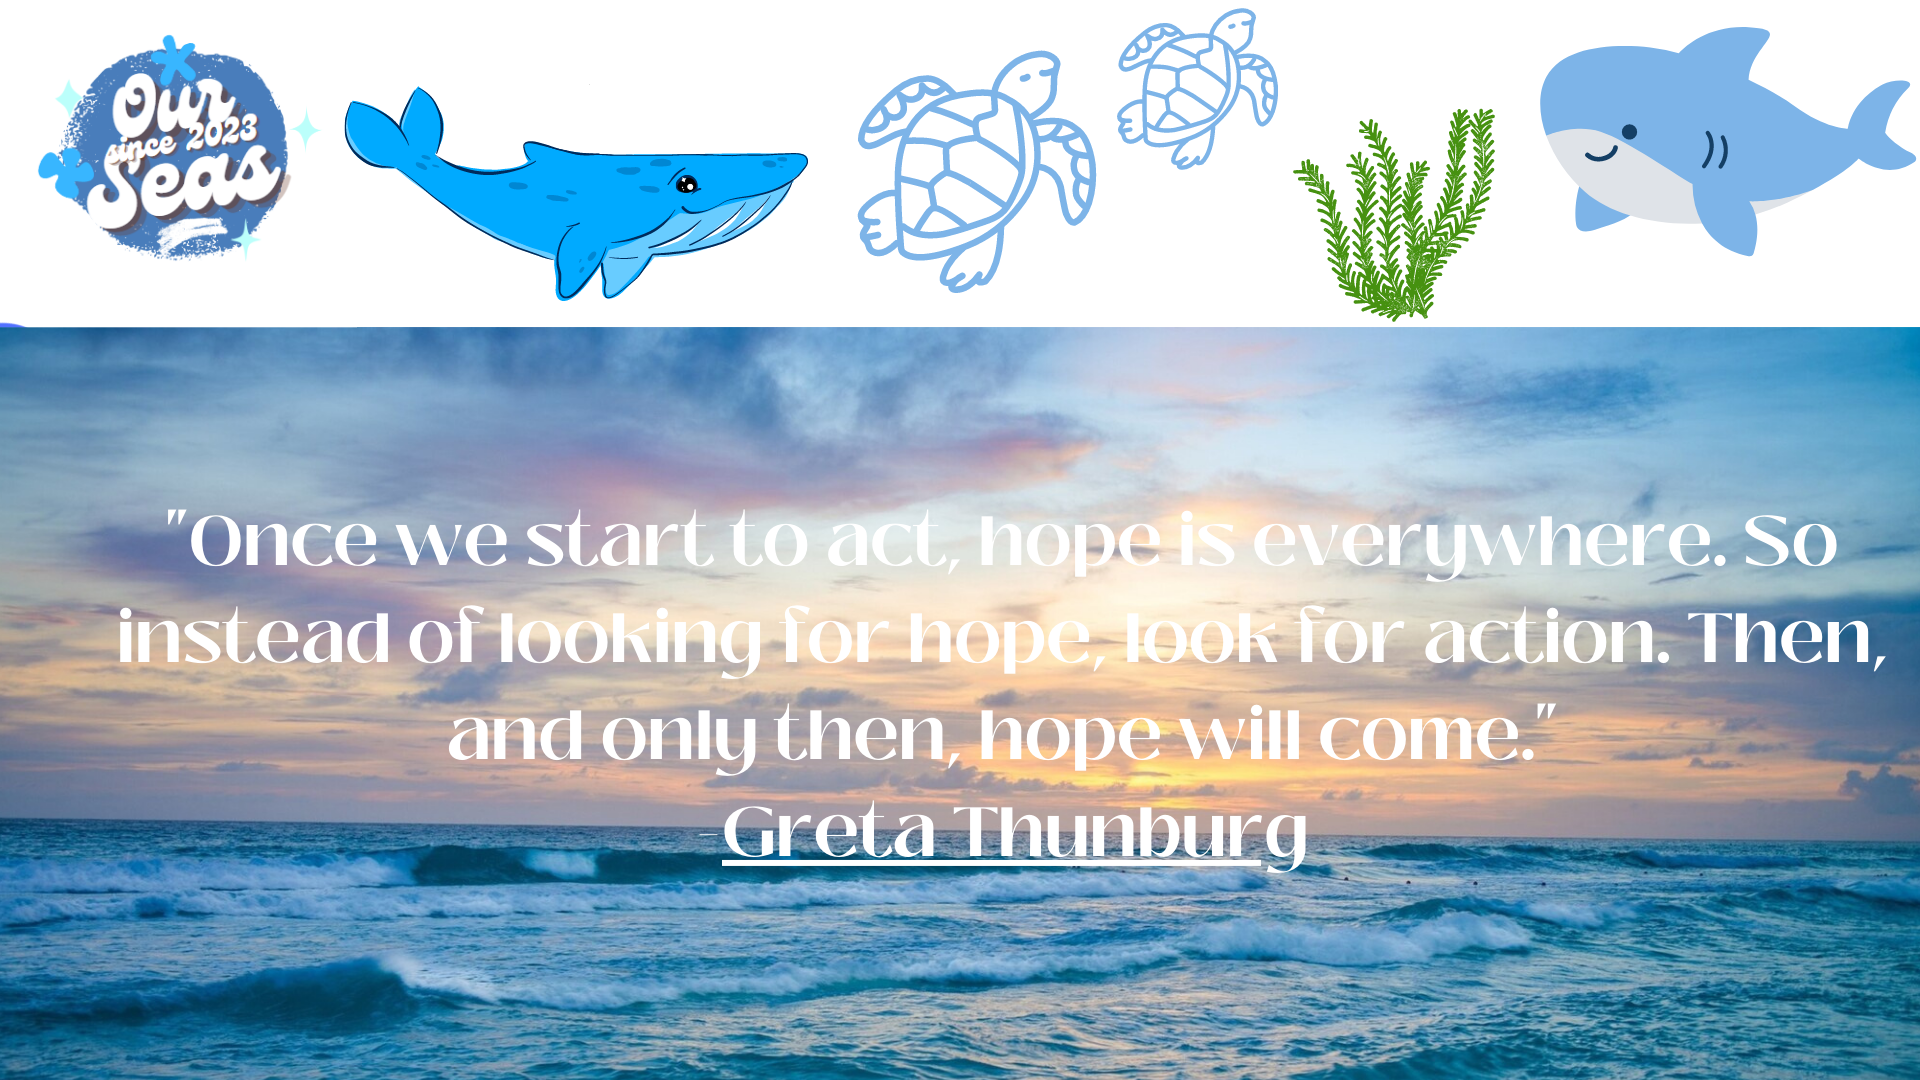 Our
since 2023
Seas
"Once we start to act, hope is everywhere. So
instead of looking for hope, look for action. Then,
and only then, hope will come."
-Greta Thunburg